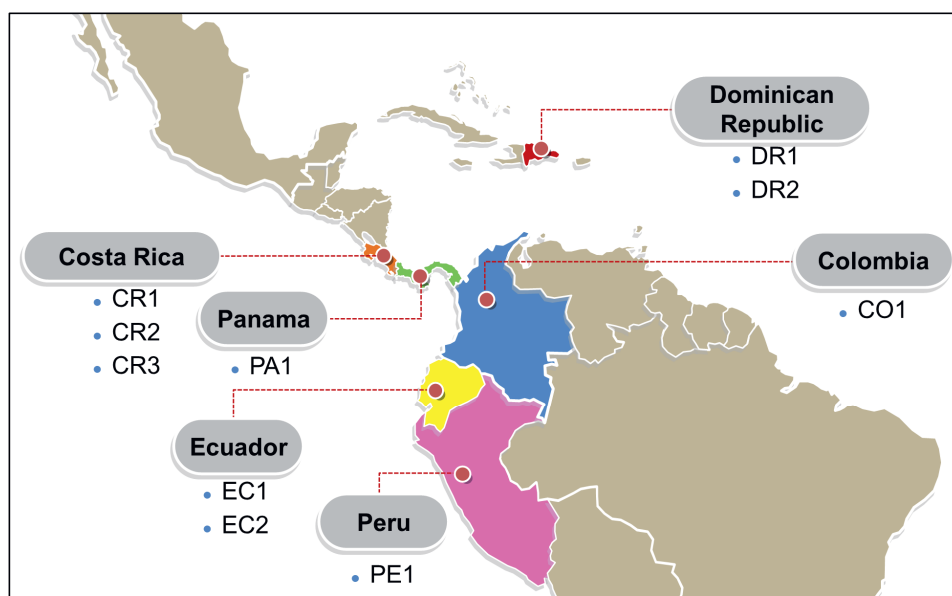 Dominican
Republic
• DR1
• DR2
Costa Rica
• CR1
• CR2
• CR3
Panama
• PA1
Colombia
• CO1
Ecuador
• EC1
• EC2
Peru
• PE1